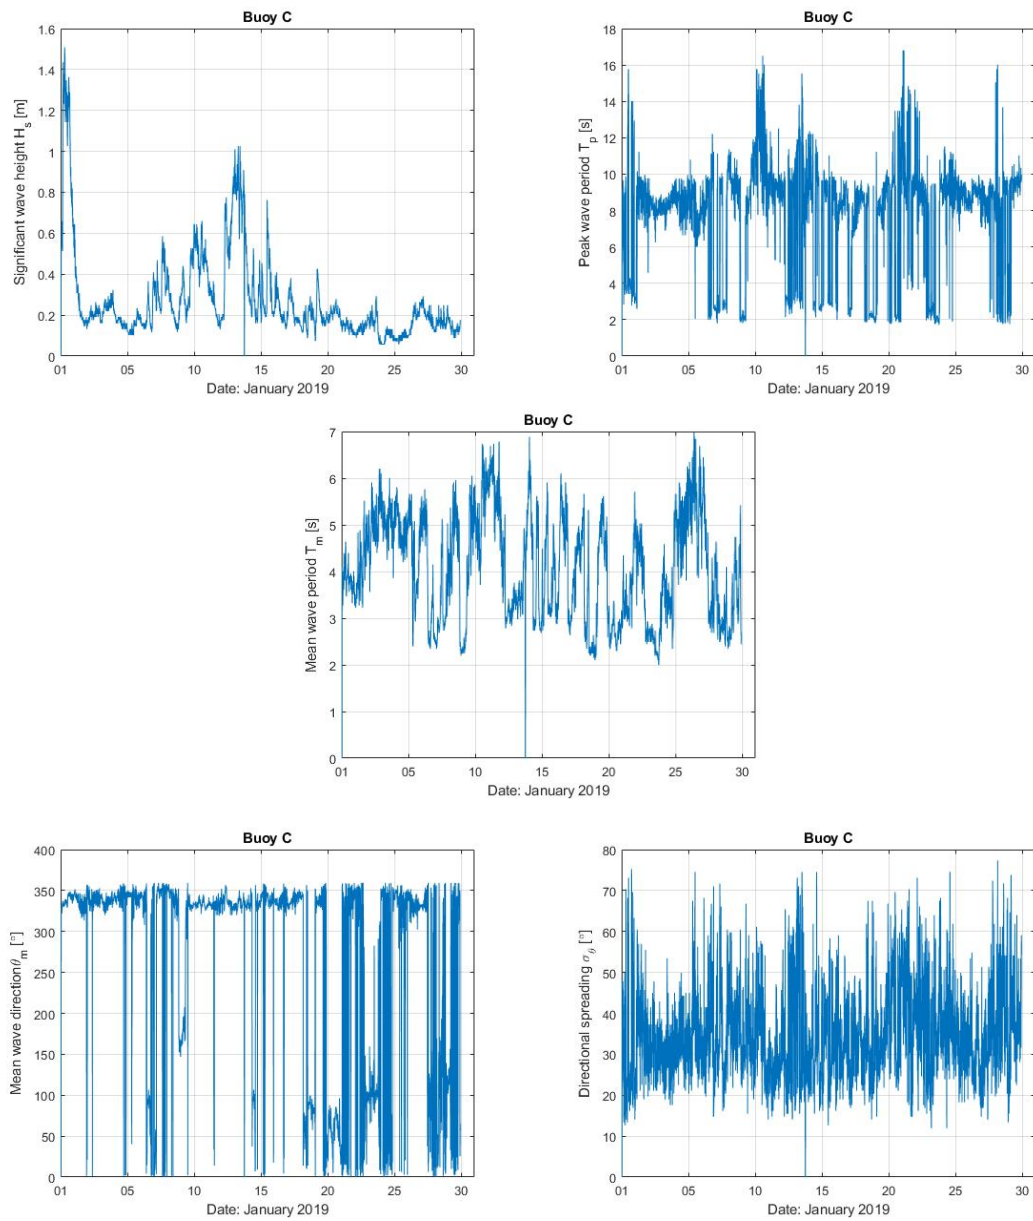 Buoy C
Significant wave height H_s [m]
1.6
1.4
1.2
1
0.8
0.6
0.4
0.2
0
01 05 10 15 20 25 30
Date: January 2019
Buoy C
Peak wave period T_p [s]
18
16
14
12
10
8
6
4
2
0
01 05 10 15 20 25 30
Date: January 2019
Buoy C
Mean wave period T_m [s]
7
6
5
4
3
2
1
0
01 05 10 15 20 25 30
Date: January 2019
Buoy C
Mean wave direction θ_m [°]
400
350
300
250
200
150
100
50
0
01 05 10 15 20 25 30
Date: January 2019
Buoy C
Directional spreading σ_θ [°]
80
70
60
50
40
30
20
10
0
01 05 10 15 20 25 30
Date: January 2019